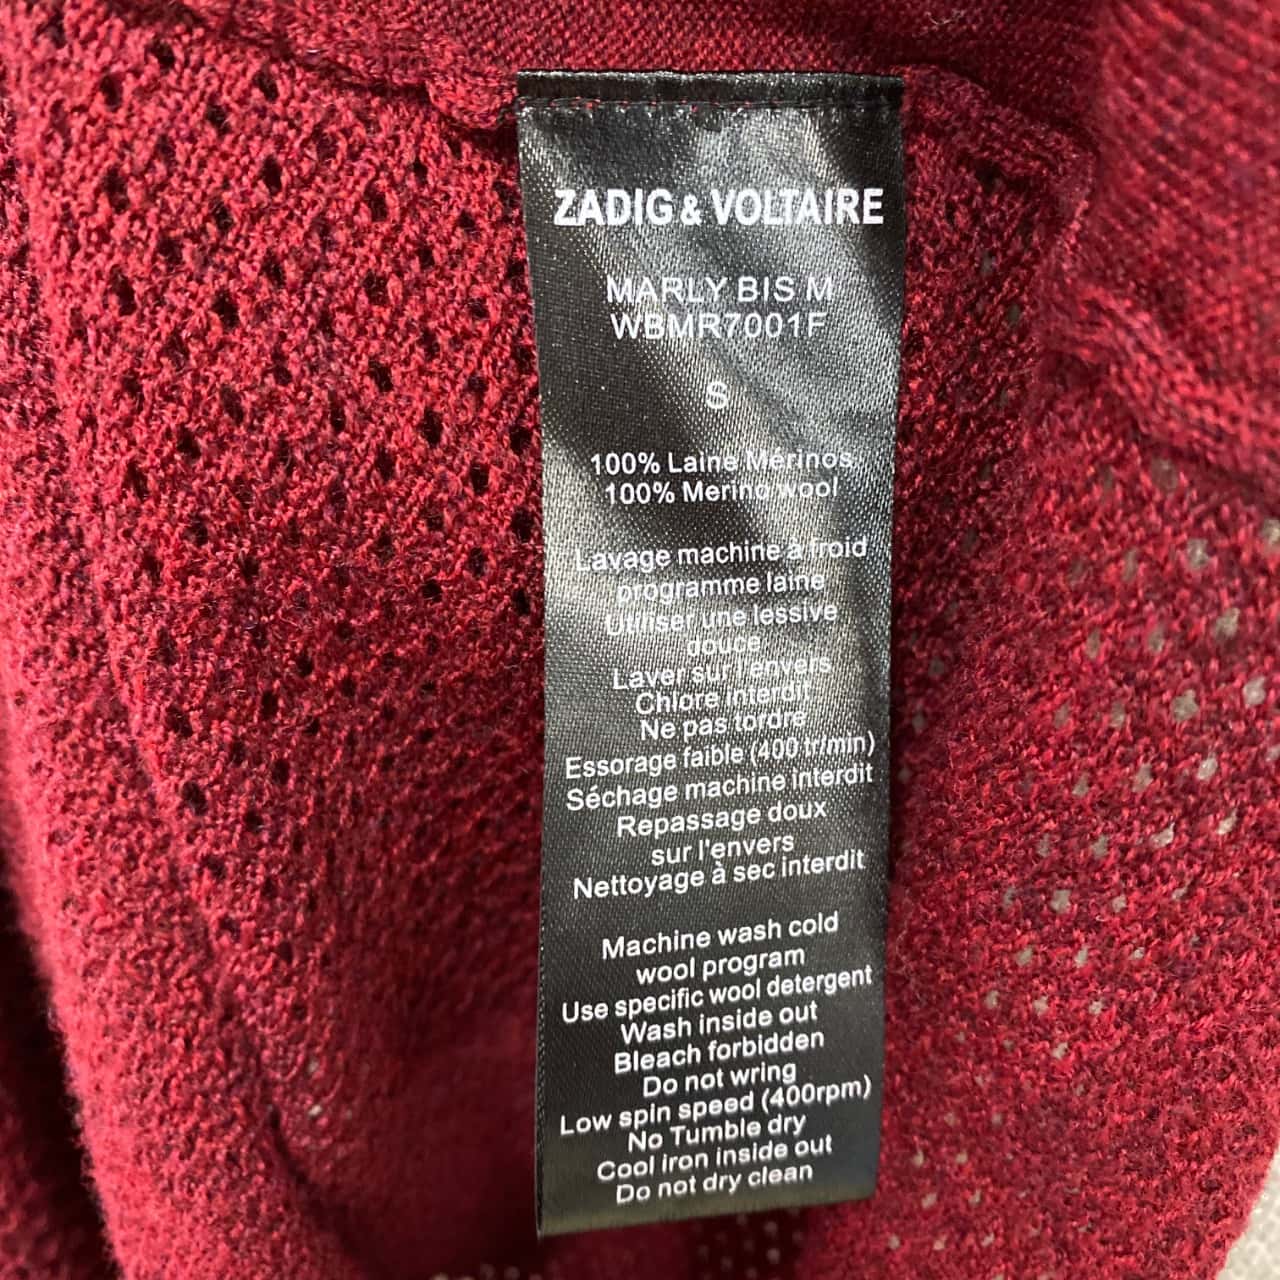 ZADIG & VOLTAIRE
MARLY BIS M
WBMR7001F
S
100% Laine Mérinos
100% Merino wool
Lavage machine à froid
programme laine
Utiliser une lessive
douce
Laver sur l'envers
Chlore interdit
Ne pas tordre
Essorage faible (400 tr/min)
Séchage machine interdit
Repassage doux
sur l'envers
Nettoyage à sec interdit
Machine wash cold
wool program
Use specific wool detergent
Wash inside out
Bleach forbidden
Do not wring
Low spin speed (400rpm)
No Tumble dry
Cool iron inside out
Do not dry clean